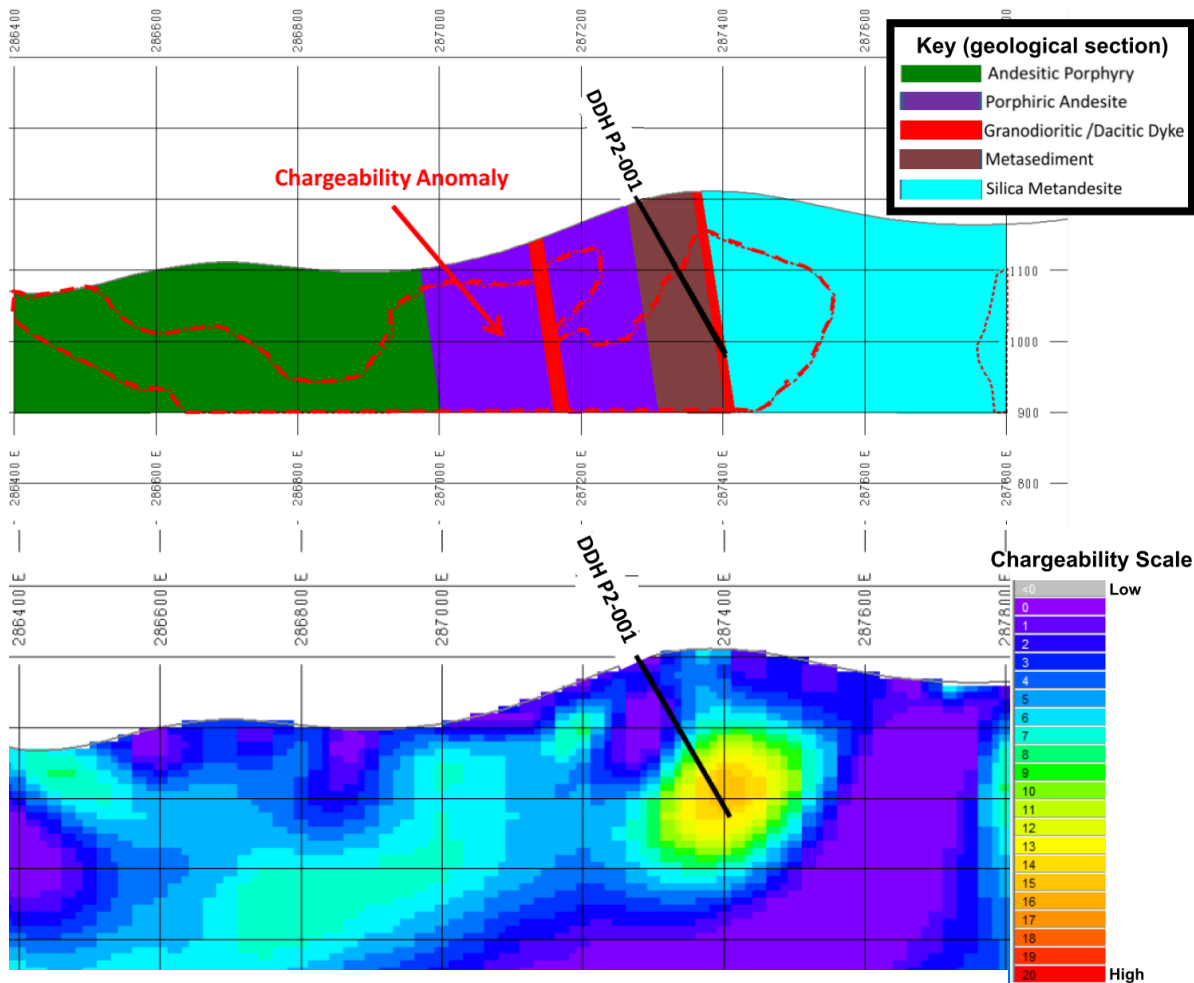 286400
286600
286800
287000
287200
287400
287600
Key (geological section)
Andesitic Porphyry
Porphiric Andesite
Granodioritic /Dacitic Dyke
Metasediment
Silica Metandesite
DDH P2-001
Chargeability Anomaly
1100
1000
900
800
286400 E
286600 E
286800 E
287000 E
287200 E
287400 E
287600 E
287800 E
DDH P2-001
286400 E
286600 E
286800 E
287000 E
287400 E
287600 E
287800 E
Chargeability Scale
<0 Low
0
1
2
3
4
5
6
7
8
9
10
11
12
13
14
15
16
17
18
19
20 High